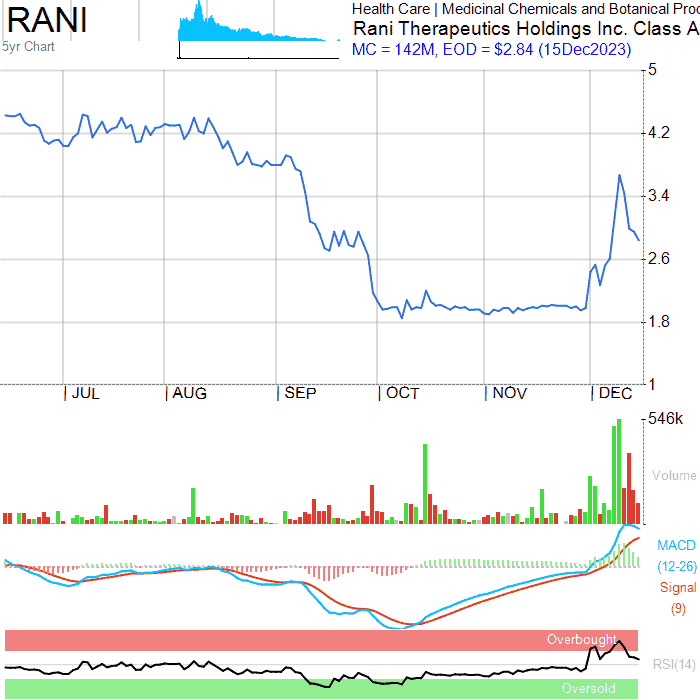 RANI
5yr Chart
Health Care | Medicinal Chemicals and Botanical Proc
Rani Therapeutics Holdings Inc. Class A
MC = 142M, EOD = $2.84 (15Dec2023)
5
4.2
3.4
2.6
1.8
1
JUL AUG SEP OCT NOV DEC
546k
Volume
MACD
(12-26)
Signal
(9)
Overbought
RSI(14)
Oversold